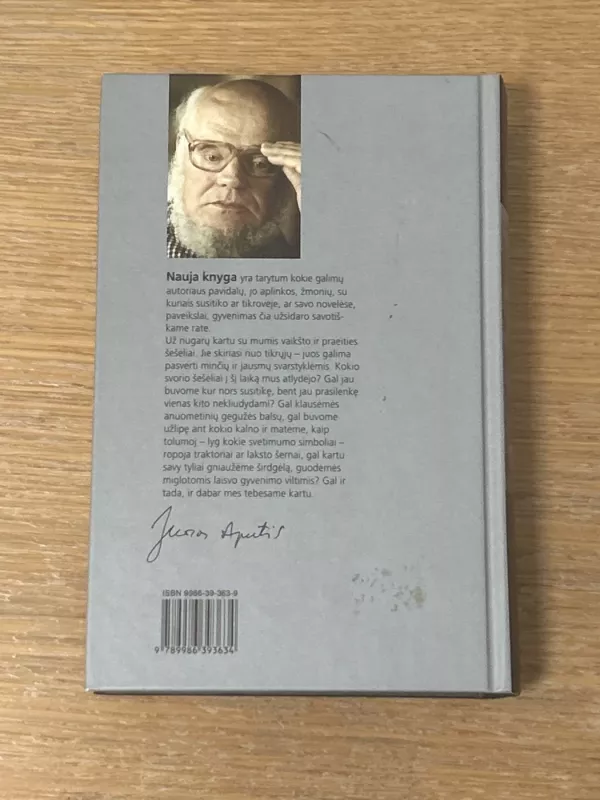 Nauja knyga yra tarytum kokie galimų
autoriaus pavidalų, jo aplinkos, žmonių, su
kuriais susitiko ar tikrovėje, ar savo novelėse,
paveikslai, gyvenimas čia užsidaro savotiš-
kame rate.
Už nugarų kartu su mumis vaikšto ir praeities
šešėliai. Jie skiriasi nuo tikrųjų – juos galima
pasverti minčių ir jausmų svarstyklėmis. Kokio
svorio šešėliai į šį laiką mus atlydėjo? Gal jau
buvome kur nors susitikę, bent jau prasilenkę
vienas kito nekliudydami? Gal klausėmės
anuometinių gegužės balsų, gal buvome
užlipę ant kokio kalno ir matėme, kaip
tolumoj – lyg kokie svetimumo simboliai –
ropoja traktoriai ar laksto šernai, gal kartu
savy tyliai gniaužėme širdgėlą, guodėmės
miglotomis laisvo gyvenimo viltimis? Gal ir
tada, ir dabar mes tebesame kartu.
Juozas Aputis
ISBN 9986-39-363-9
9 789986 393634